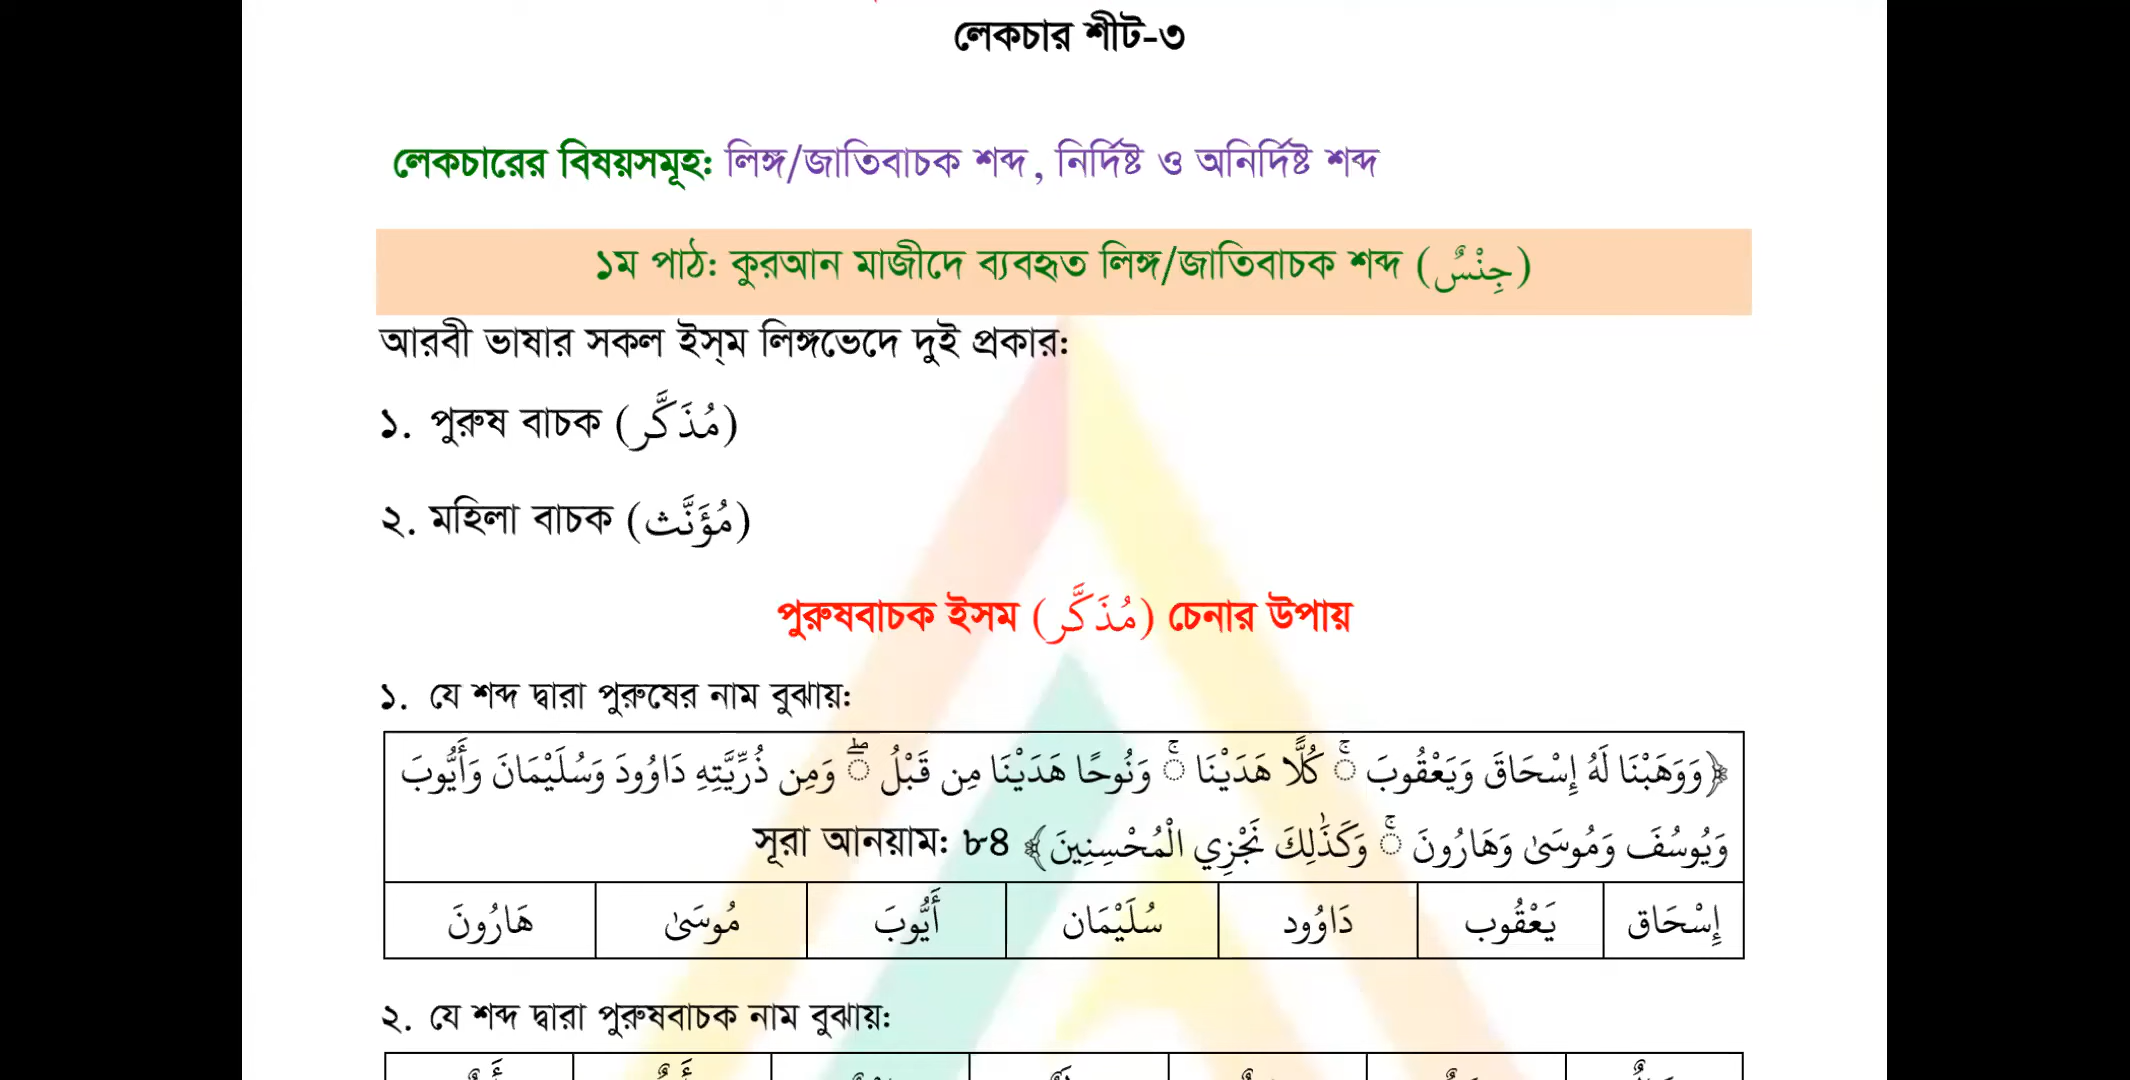 লেকচার শীট-৩
লেকচারের বিষয়সমূহ: লিঙ্গ/জাতিবাচক শব্দ, নির্দিষ্ট ও অনির্দিষ্ট শব্দ
১ম পাঠ: কুরআন মাজীদে ব্যবহৃত লিঙ্গ/জাতিবাচক শব্দ (جِنْسٌ)
আরবী ভাষার সকল ইস্‌ম লিঙ্গভেদে দুই প্রকার:
১. পুরুষ বাচক (مُذَكَّر)
২. মহিলা বাচক (مُؤَنَّث)
পুরুষবাচক ইসম (مُذَكَّر) চেনার উপায়
১. যে শব্দ দ্বারা পুরুষের নাম বুঝায়:
﴿وَوَهَبْنَا لَهُ إِسْحَاقَ وَيَعْقُوبَ ۚ كُلًّا هَدَيْنَا ۚ وَنُوحًا هَدَيْنَا مِن قَبْلُ ۖ وَمِن ذُرِّيَّتِهِ دَاوُودَ وَسُلَيْمَانَ وَأَيُّوبَ
وَيُوسُفَ وَمُوسَىٰ وَهَارُونَ ۚ وَكَذَٰلِكَ نَجْزِي الْمُحْسِنِينَ﴾ সূরা আনয়াম: ৮৪
إِسْحَاق يَعْقُوب دَاوُود سُلَيْمَان أَيُّوبَ مُوسَىٰ هَارُونَ
২. যে শব্দ দ্বারা পুরুষবাচক নাম বুঝায়: